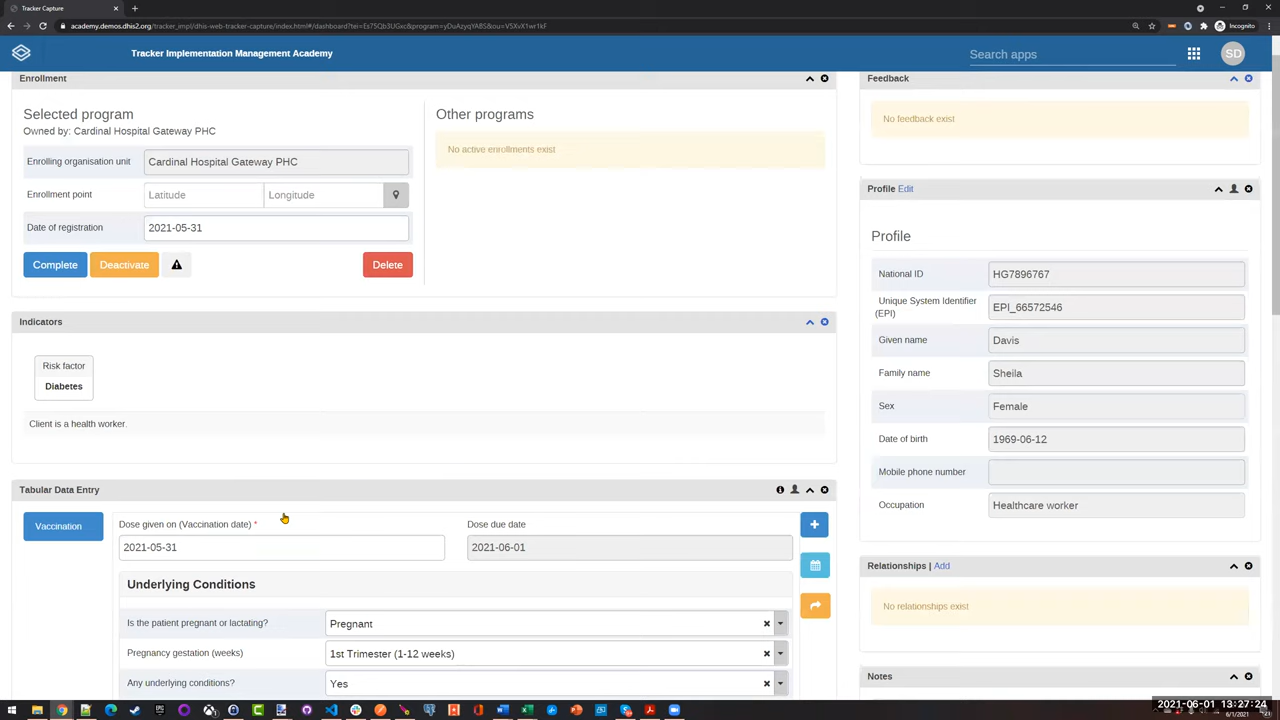 Tracker Capture
academy.demos.dhis2.org/tracker_impl/dhis-web-tracker-capture/index.html#/dashboard?tei=Es75Qb3UGxc&program=yDuAzyqYABS&ou=V5XvX1wr1kF
Incognito
Tracker Implementation Management Academy
Search apps
SD
Enrollment
Selected program
Owned by: Cardinal Hospital Gateway PHC
Enrolling organisation unit
Cardinal Hospital Gateway PHC
Enrollment point
Latitude
Longitude
Date of registration
2021-05-31
Complete
Deactivate
Delete
Other programs
No active enrollments exist
Indicators
Risk factor
Diabetes
Client is a health worker.
Tabular Data Entry
Vaccination
Dose given on (Vaccination date) *
Dose due date
2021-05-31
2021-06-01
Underlying Conditions
Is the patient pregnant or lactating?
Pregnant
Pregnancy gestation (weeks)
1st Trimester (1-12 weeks)
Any underlying conditions?
Yes
Feedback
No feedback exist
Profile Edit
Profile
National ID
HG7896767
Unique System Identifier
(EPI)
EPI_66572546
Given name
Davis
Family name
Sheila
Sex
Female
Date of birth
1969-06-12
Mobile phone number
Occupation
Healthcare worker
Relationships | Add
No relationships exist
Notes
2021-06-01 13:27:24
6/1/2021